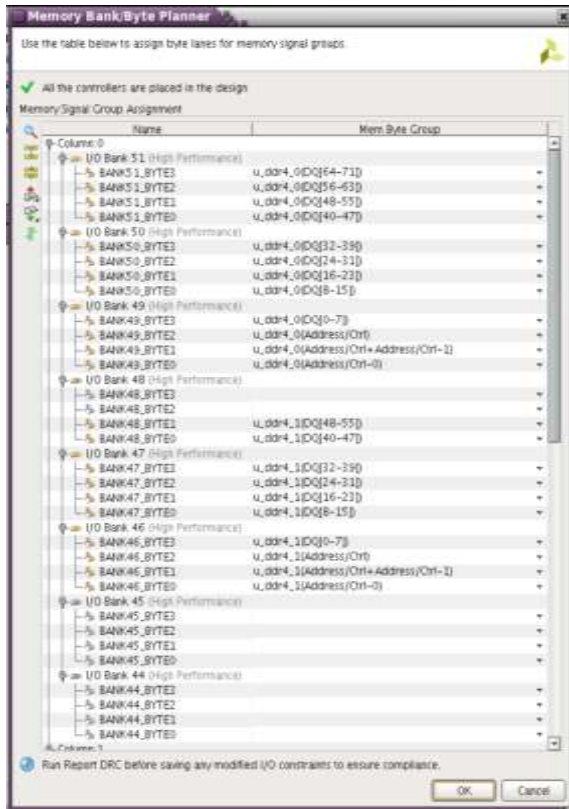 Memory Bank/Byte Planner
Use the table below to assign byte lanes for memory signal groups.
All the controllers are placed in the design
Memory Signal Group Assignment
Name Mem Byte Group
Column: 0
I/O Bank 51 (High Performance)
BANK51_BYTE3 u_ddr4_0(DQ[64-71])
BANK51_BYTE2 u_ddr4_0(DQ[56-63])
BANK51_BYTE1 u_ddr4_0(DQ[48-55])
BANK51_BYTE0 u_ddr4_0(DQ[40-47])
I/O Bank 50 (High Performance)
BANK50_BYTE3 u_ddr4_0(DQ[32-39])
BANK50_BYTE2 u_ddr4_0(DQ[24-31])
BANK50_BYTE1 u_ddr4_0(DQ[16-23])
BANK50_BYTE0 u_ddr4_0(DQ[8-15])
I/O Bank 49 (High Performance)
BANK49_BYTE3 u_ddr4_0(DQ[0-7])
BANK49_BYTE2 u_ddr4_0(Address/Ctrl)
BANK49_BYTE1 u_ddr4_0(Address/Ctrl+Address/Ctrl-1)
BANK49_BYTE0 u_ddr4_0(Address/Ctrl-0)
I/O Bank 48 (High Performance)
BANK48_BYTE3
BANK48_BYTE2
BANK48_BYTE1 u_ddr4_1(DQ[48-55])
BANK48_BYTE0 u_ddr4_1(DQ[40-47])
I/O Bank 47 (High Performance)
BANK47_BYTE3 u_ddr4_1(DQ[32-39])
BANK47_BYTE2 u_ddr4_1(DQ[24-31])
BANK47_BYTE1 u_ddr4_1(DQ[16-23])
BANK47_BYTE0 u_ddr4_1(DQ[8-15])
I/O Bank 46 (High Performance)
BANK46_BYTE3 u_ddr4_1(DQ[0-7])
BANK46_BYTE2 u_ddr4_1(Address/Ctrl)
BANK46_BYTE1 u_ddr4_1(Address/Ctrl+Address/Ctrl-1)
BANK46_BYTE0 u_ddr4_1(Address/Ctrl-0)
I/O Bank 45 (High Performance)
BANK45_BYTE3
BANK45_BYTE2
BANK45_BYTE1
BANK45_BYTE0
I/O Bank 44 (High Performance)
BANK44_BYTE3
BANK44_BYTE2
BANK44_BYTE1
BANK44_BYTE0
Column: 1
Run Report DRC before saving any modified I/O constraints to ensure compliance.
OK Cancel